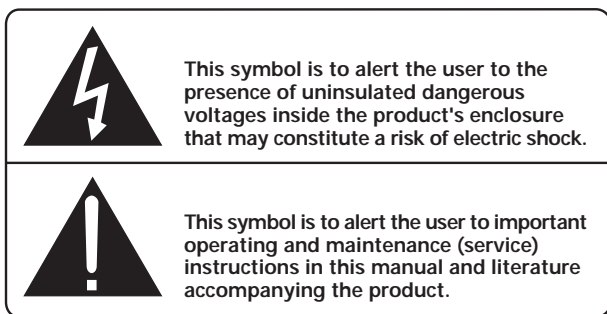 This symbol is to alert the user to the
presence of uninsulated dangerous
voltages inside the product's enclosure
that may constitute a risk of electric shock.
This symbol is to alert the user to important
operating and maintenance (service)
instructions in this manual and literature
accompanying the product.